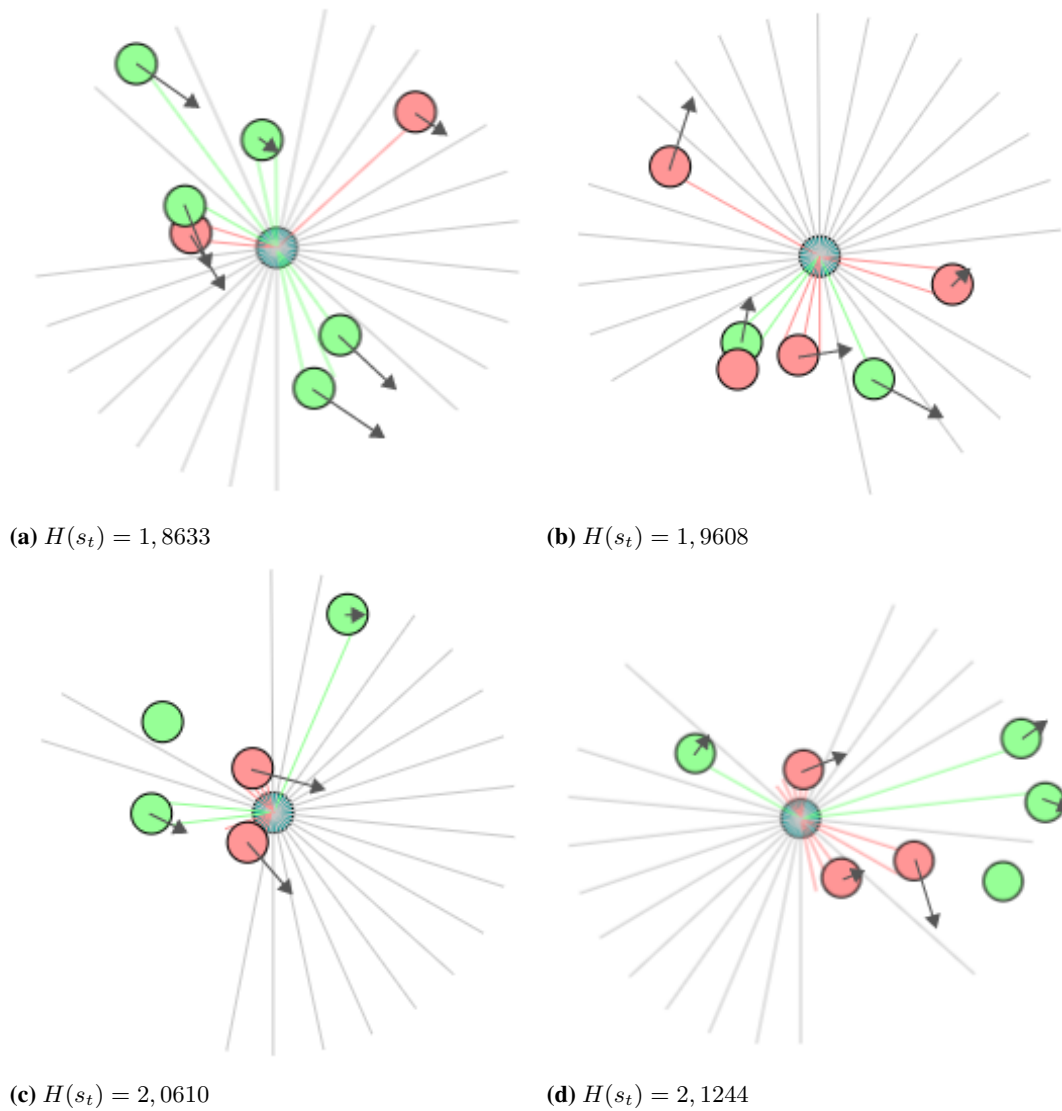 (a) H(s_t) = 1, 8633
(b) H(s_t) = 1, 9608
(c) H(s_t) = 2, 0610
(d) H(s_t) = 2, 1244